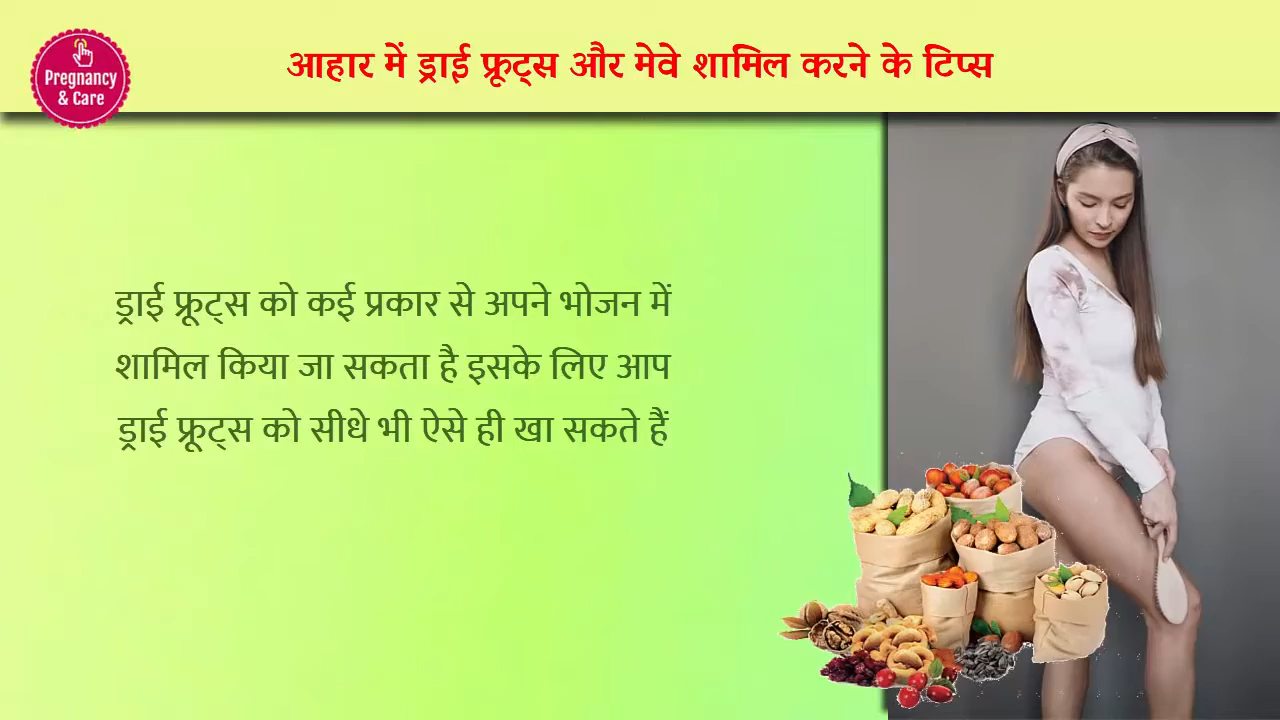 Pregnancy
& Care
आहार में ड्राई फ्रूट्स और मेवे शामिल करने के टिप्स
ड्राई फ्रूट्स को कई प्रकार से अपने भोजन में
शामिल किया जा सकता है इसके लिए आप
ड्राई फ्रूट्स को सीधे भी ऐसे ही खा सकते हैं